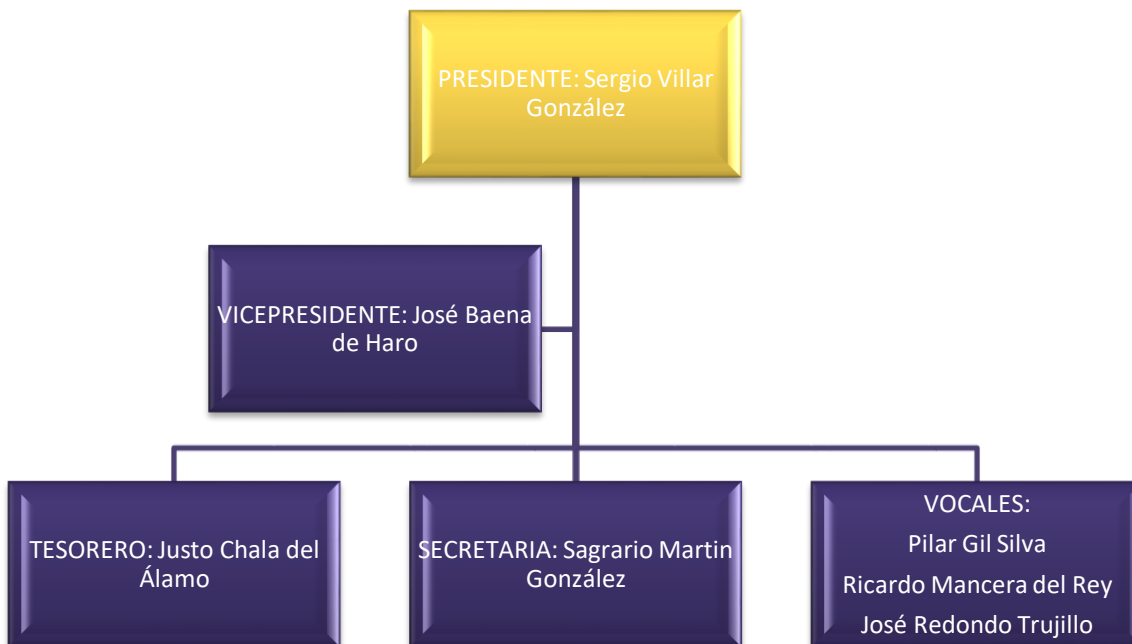 PRESIDENTE: Sergio Villar
González
VICEPRESIDENTE: José Baena
de Haro
TESORERO: Justo Chala del
Álamo
SECRETARIA: Sagrario Martin
González
VOCALES:
Pilar Gil Silva
Ricardo Mancera del Rey
José Redondo Trujillo